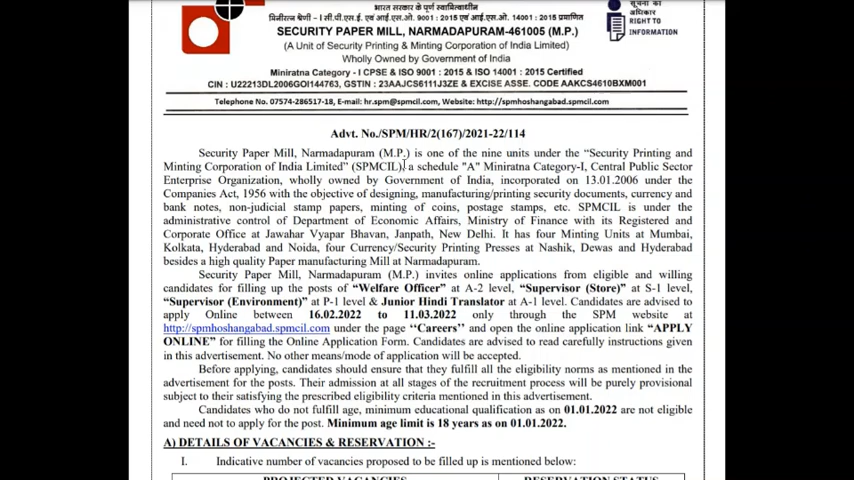 भारत सरकार के पूर्ण स्वामित्वाधीन
मिनीरत्न श्रेणी - I सी.पी.एस.ई. एवं आई.एस.ओ. 9001 : 2015 एवं आई.एस.ओ. 14001 : 2015 प्रमाणित
SECURITY PAPER MILL, NARMADAPURAM-461005 (M.P.)
(A Unit of Security Printing & Minting Corporation of India Limited)
Wholly Owned by Government of India
Miniratna Category - I CPSE & ISO 9001 : 2015 & ISO 14001 : 2015 Certified
CIN : U22213DL2006GOI144763, GSTIN : 23AAJCS6111J3ZE & EXCISE ASSE. CODE AAKCS4610BXM001
सूचना का
अधिकार
RIGHT TO
INFORMATION
Telephone No. 07574-286517-18, E-mail: hr.spm@spmcil.com, Website: http://spmhoshangabad.spmcil.com
Advt. No./SPM/HR/2(167)/2021-22/114
Security Paper Mill, Narmadapuram (M.P.) is one of the nine units under the “Security Printing and
Minting Corporation of India Limited” (SPMCIL), a schedule "A" Miniratna Category-I, Central Public Sector
Enterprise Organization, wholly owned by Government of India, incorporated on 13.01.2006 under the
Companies Act, 1956 with the objective of designing, manufacturing/printing security documents, currency and
bank notes, non-judicial stamp papers, minting of coins, postage stamps, etc. SPMCIL is under the
administrative control of Department of Economic Affairs, Ministry of Finance with its Registered and
Corporate Office at Jawahar Vyapar Bhavan, Janpath, New Delhi. It has four Minting Units at Mumbai,
Kolkata, Hyderabad and Noida, four Currency/Security Printing Presses at Nashik, Dewas and Hyderabad
besides a high quality Paper manufacturing Mill at Narmadapuram.
Security Paper Mill, Narmadapuram (M.P.) invites online applications from eligible and willing
candidates for filling up the posts of “Welfare Officer” at A-2 level, “Supervisor (Store)” at S-1 level,
“Supervisor (Environment)” at P-1 level & Junior Hindi Translator at A-1 level. Candidates are advised to
apply Online between 16.02.2022 to 11.03.2022 only through the SPM website at
http://spmhoshangabad.spmcil.com under the page “Careers” and open the online application link “APPLY
ONLINE” for filling the Online Application Form. Candidates are advised to read carefully instructions given
in this advertisement. No other means/mode of application will be accepted.
Before applying, candidates should ensure that they fulfill all the eligibility norms as mentioned in the
advertisement for the posts. Their admission at all stages of the recruitment process will be purely provisional
subject to their satisfying the prescribed eligibility criteria mentioned in this advertisement.
Candidates who do not fulfill age, minimum educational qualification as on 01.01.2022 are not eligible
and need not to apply for the post. Minimum age limit is 18 years as on 01.01.2022.
A) DETAILS OF VACANCIES & RESERVATION :-
I. Indicative number of vacancies proposed to be filled up is mentioned below:
PROJECTED VACANCIES RESERVATION STATUS